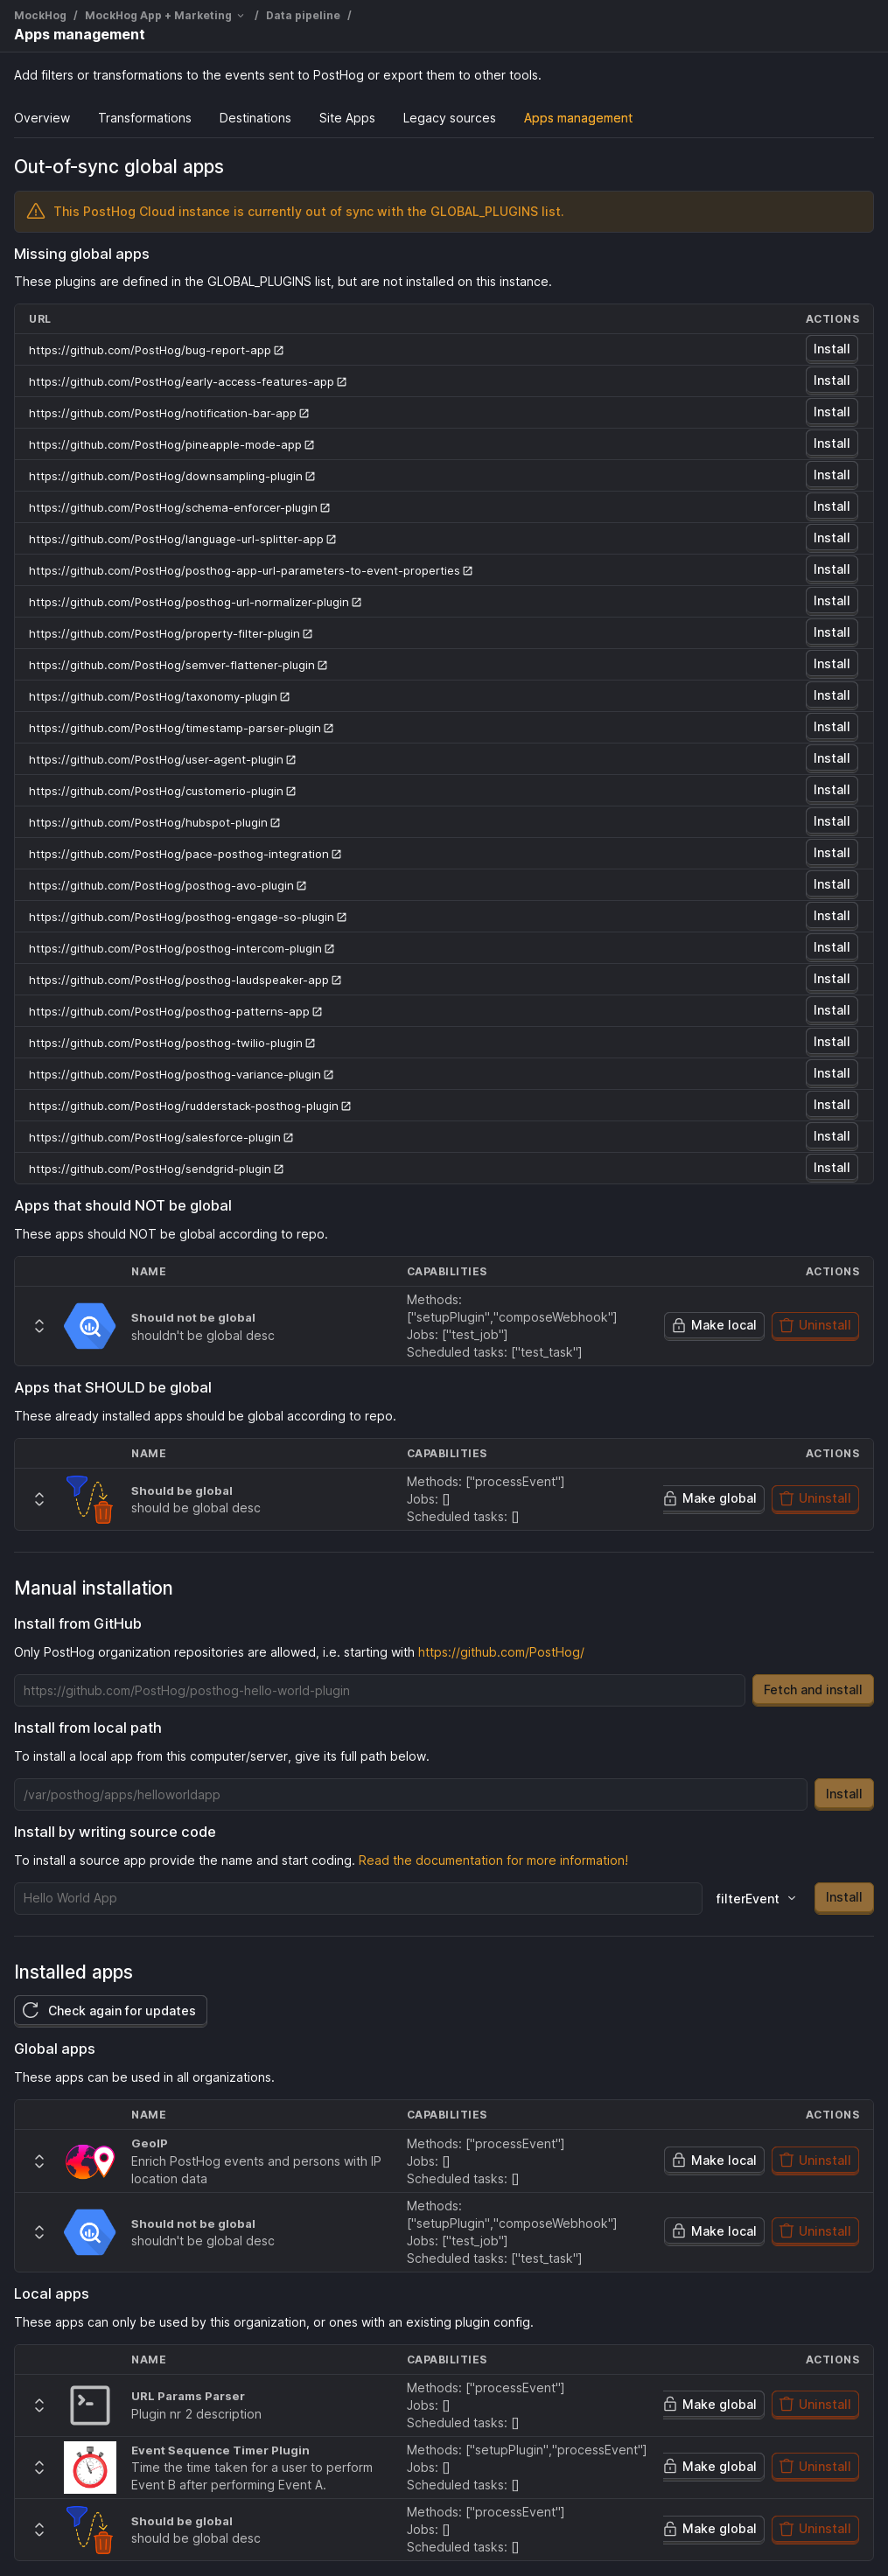 MockHog / MockHog App + Marketing / Data pipeline /
Apps management
Add filters or transformations to the events sent to PostHog or export them to other tools.
Overview Transformations Destinations Site Apps Legacy sources Apps management
Out-of-sync global apps
This PostHog Cloud instance is currently out of sync with the GLOBAL_PLUGINS list.
Missing global apps
These plugins are defined in the GLOBAL_PLUGINS list, but are not installed on this instance.
URL ACTIONS
https://github.com/PostHog/bug-report-app Install
https://github.com/PostHog/early-access-features-app Install
https://github.com/PostHog/notification-bar-app Install
https://github.com/PostHog/pineapple-mode-app Install
https://github.com/PostHog/downsampling-plugin Install
https://github.com/PostHog/schema-enforcer-plugin Install
https://github.com/PostHog/language-url-splitter-app Install
https://github.com/PostHog/posthog-app-url-parameters-to-event-properties Install
https://github.com/PostHog/posthog-url-normalizer-plugin Install
https://github.com/PostHog/property-filter-plugin Install
https://github.com/PostHog/semver-flattener-plugin Install
https://github.com/PostHog/taxonomy-plugin Install
https://github.com/PostHog/timestamp-parser-plugin Install
https://github.com/PostHog/user-agent-plugin Install
https://github.com/PostHog/customerio-plugin Install
https://github.com/PostHog/hubspot-plugin Install
https://github.com/PostHog/pace-posthog-integration Install
https://github.com/PostHog/posthog-avo-plugin Install
https://github.com/PostHog/posthog-engage-so-plugin Install
https://github.com/PostHog/posthog-intercom-plugin Install
https://github.com/PostHog/posthog-laudspeaker-app Install
https://github.com/PostHog/posthog-patterns-app Install
https://github.com/PostHog/posthog-twilio-plugin Install
https://github.com/PostHog/posthog-variance-plugin Install
https://github.com/PostHog/rudderstack-posthog-plugin Install
https://github.com/PostHog/salesforce-plugin Install
https://github.com/PostHog/sendgrid-plugin Install
Apps that should NOT be global
These apps should NOT be global according to repo.
NAME CAPABILITIES ACTIONS
Should not be global
shouldn't be global desc
Methods:
["setupPlugin","composeWebhook"]
Jobs: ["test_job"]
Scheduled tasks: ["test_task"]
Make local Uninstall
Apps that SHOULD be global
These already installed apps should be global according to repo.
NAME CAPABILITIES ACTIONS
Should be global
should be global desc
Methods: ["processEvent"]
Jobs: []
Scheduled tasks: []
Make global Uninstall
Manual installation
Install from GitHub
Only PostHog organization repositories are allowed, i.e. starting with https://github.com/PostHog/
https://github.com/PostHog/posthog-hello-world-plugin Fetch and install
Install from local path
To install a local app from this computer/server, give its full path below.
/var/posthog/apps/helloworldapp Install
Install by writing source code
To install a source app provide the name and start coding. Read the documentation for more information!
Hello World App filterEvent Install
Installed apps
Check again for updates
Global apps
These apps can be used in all organizations.
NAME CAPABILITIES ACTIONS
GeoIP
Enrich PostHog events and persons with IP
location data
Methods: ["processEvent"]
Jobs: []
Scheduled tasks: []
Make local Uninstall
Should not be global
shouldn't be global desc
Methods:
["setupPlugin","composeWebhook"]
Jobs: ["test_job"]
Scheduled tasks: ["test_task"]
Make local Uninstall
Local apps
These apps can only be used by this organization, or ones with an existing plugin config.
NAME CAPABILITIES ACTIONS
URL Params Parser
Plugin nr 2 description
Methods: ["processEvent"]
Jobs: []
Scheduled tasks: []
Make global Uninstall
Event Sequence Timer Plugin
Time the time taken for a user to perform
Event B after performing Event A.
Methods: ["setupPlugin","processEvent"]
Jobs: []
Scheduled tasks: []
Make global Uninstall
Should be global
should be global desc
Methods: ["processEvent"]
Jobs: []
Scheduled tasks: []
Make global Uninstall